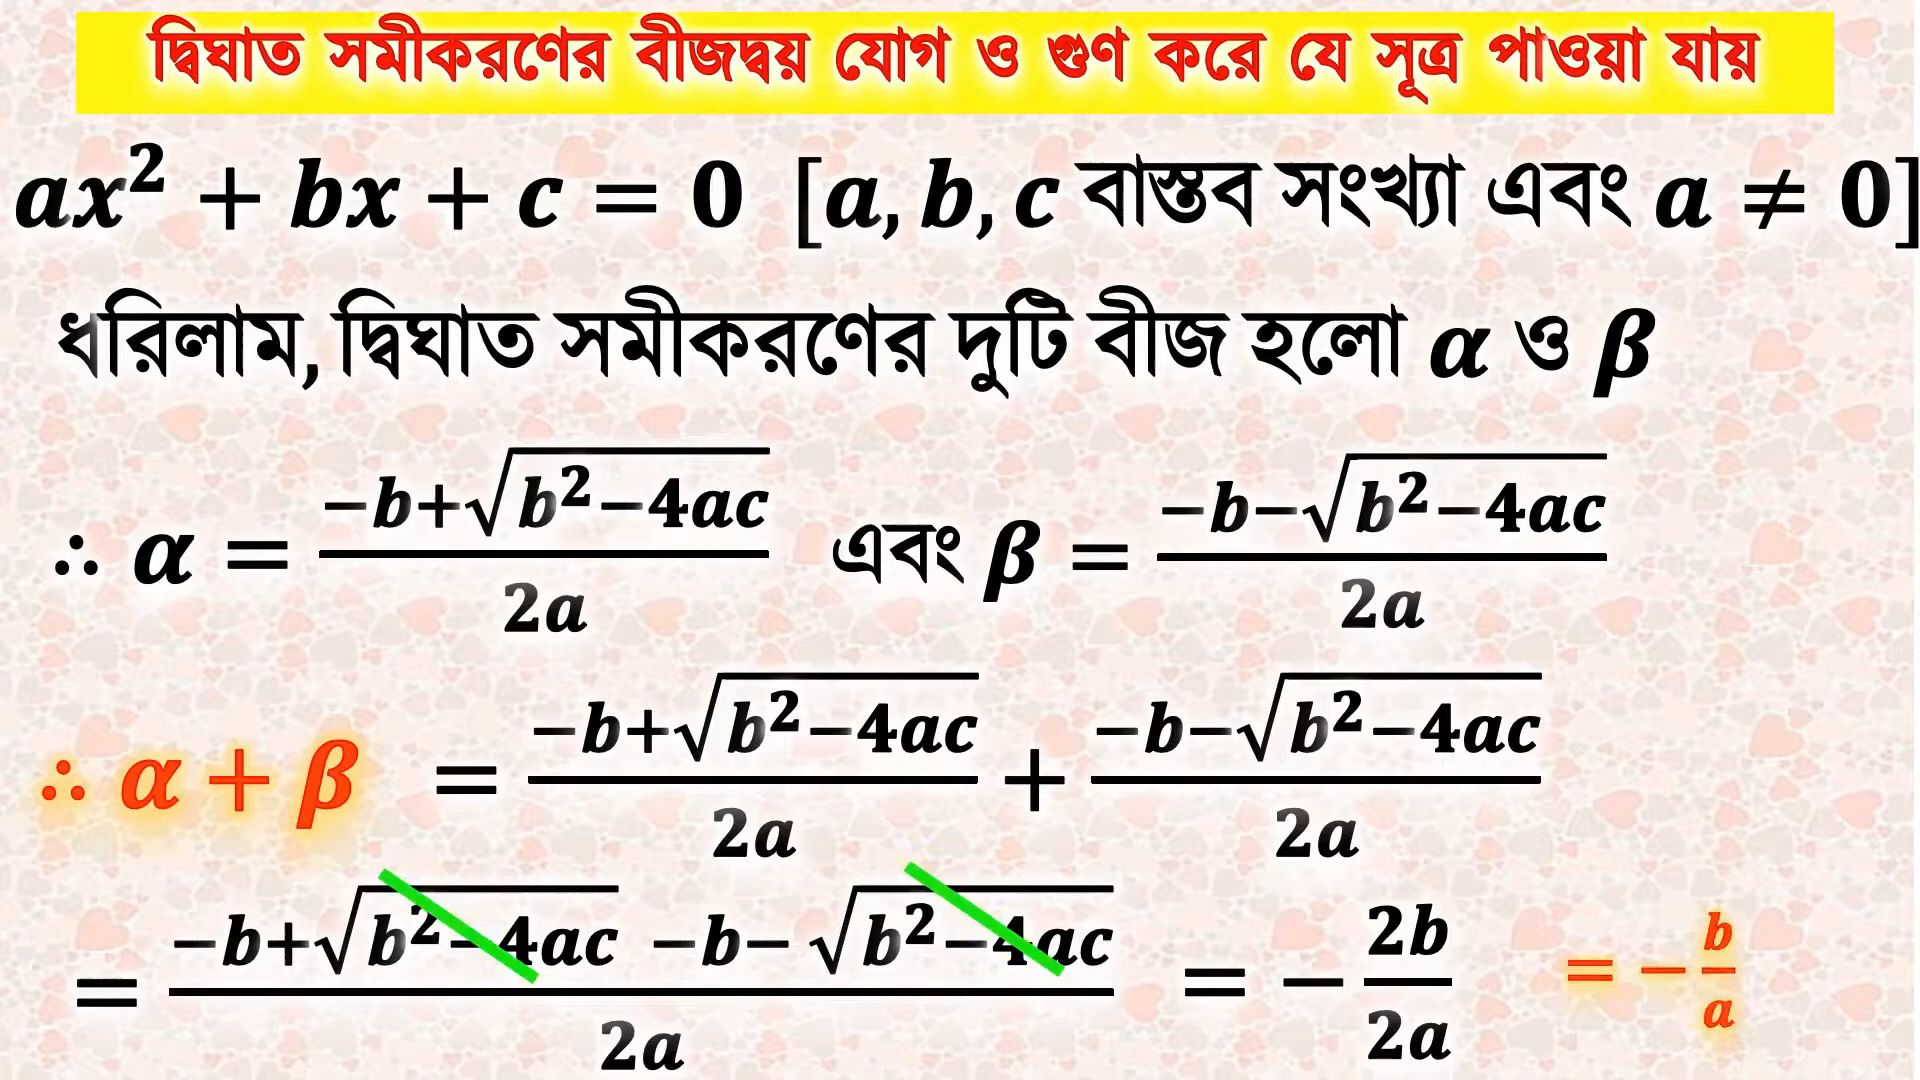 দ্বিঘাত সমীকরণের বীজদ্বয় যোগ ও গুণ করে যে সূত্র পাওয়া যায়
ax² + bx + c = 0 [a, b, c বাস্তব সংখ্যা এবং a ≠ 0]
ধরিলাম, দ্বিঘাত সমীকরণের দুটি বীজ হলো α ও β
∴ α = (−b+√(b²−4ac))/(2a) এবং β = (−b−√(b²−4ac))/(2a)
∴ α + β = (−b+√(b²−4ac))/(2a) + (−b−√(b²−4ac))/(2a)
= (−b+√(b²−4ac) −b− √(b²−4ac))/(2a) = − 2b/2a = − b/a